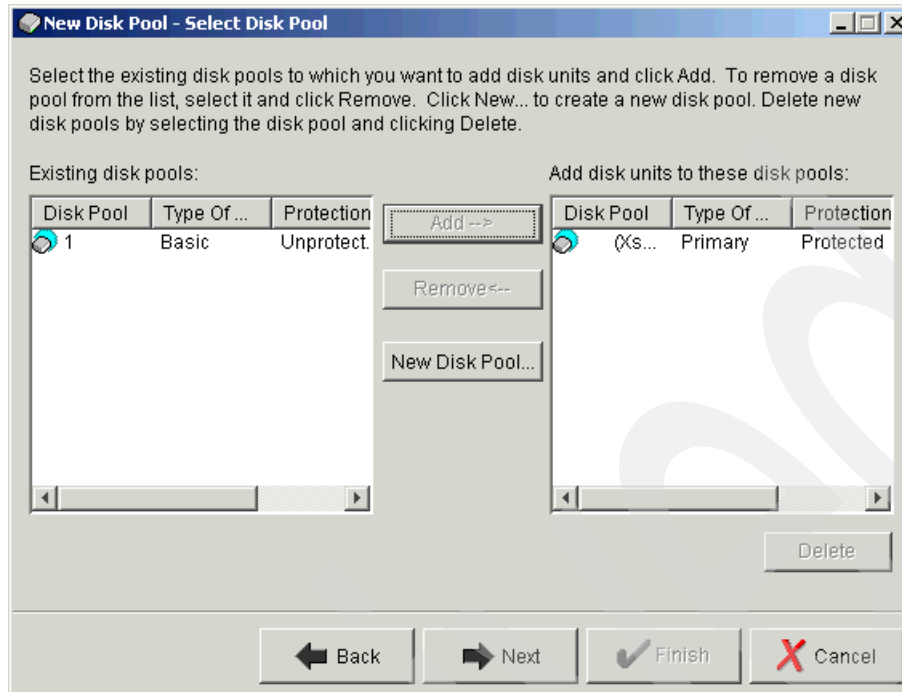 New Disk Pool - Select Disk Pool
Select the existing disk pools to which you want to add disk units and click Add. To remove a disk
pool from the list, select it and click Remove. Click New... to create a new disk pool. Delete new
disk pools by selecting the disk pool and clicking Delete.
Existing disk pools:
Disk Pool Type Of ... Protection
1 Basic Unprotect.
Add -->
Remove<--
New Disk Pool...
Add disk units to these disk pools:
Disk Pool Type Of ... Protection
(Xs... Primary Protected
Delete
Back Next Finish Cancel